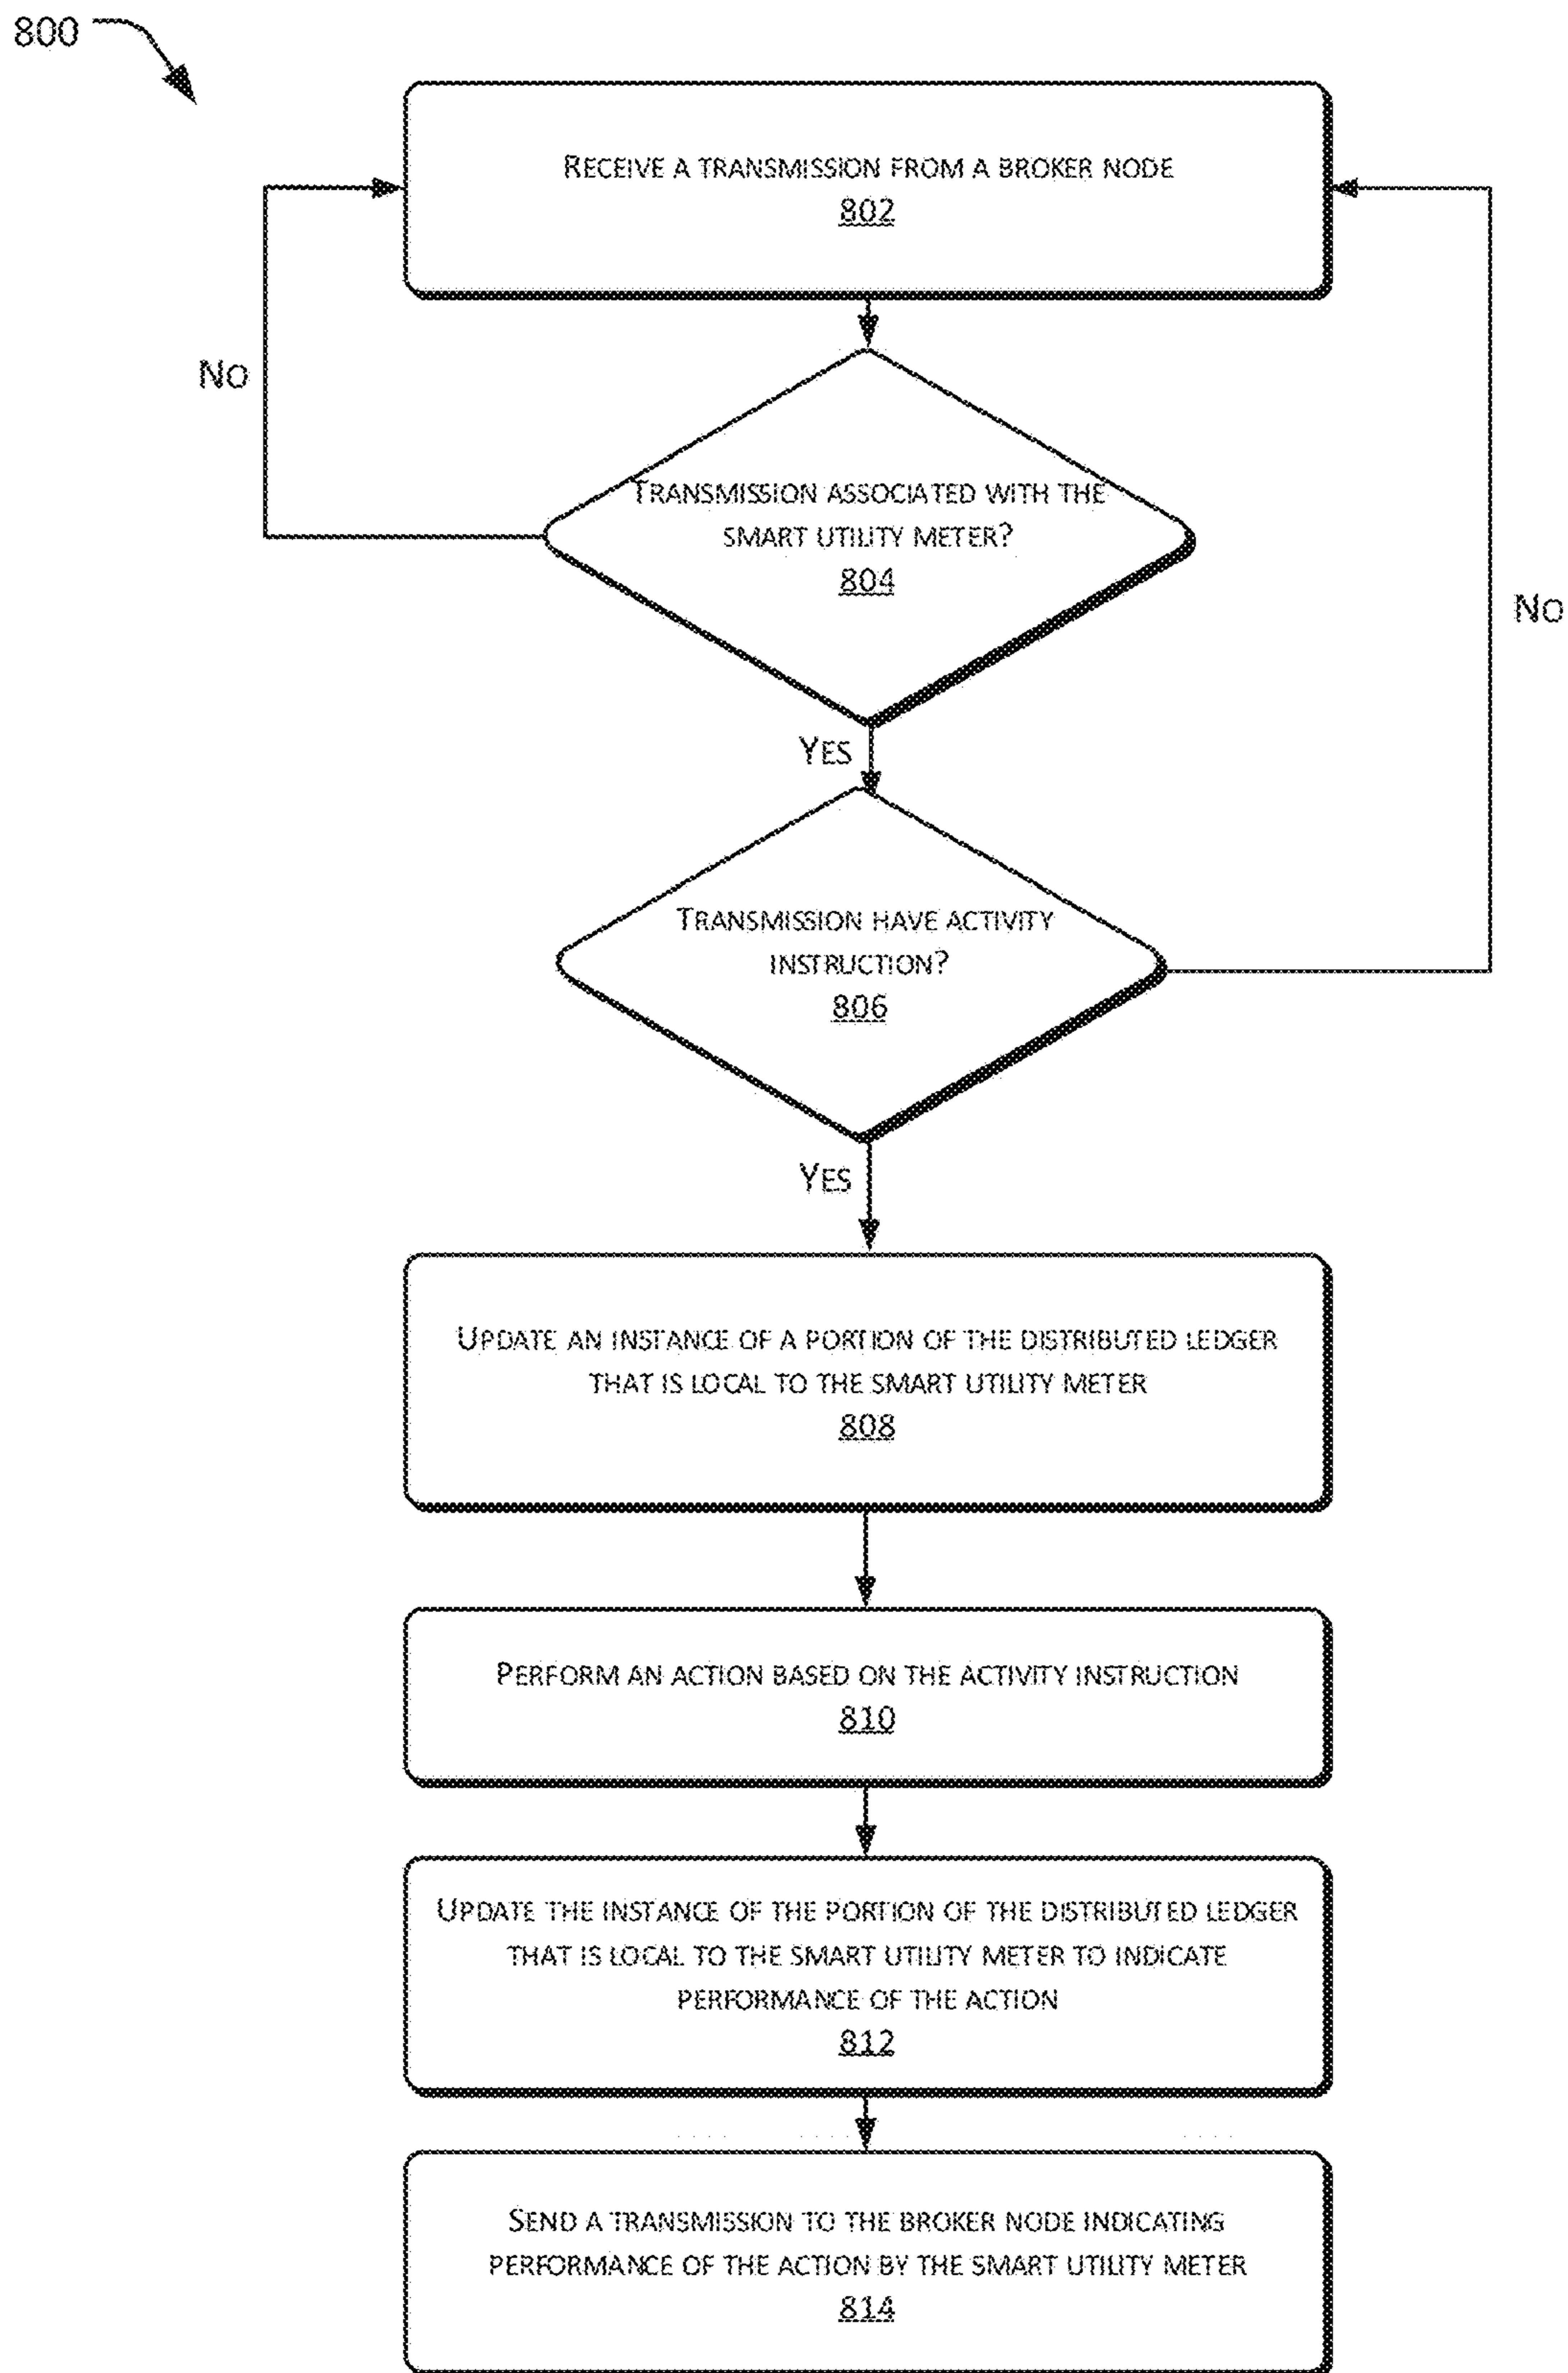 800
RECEIVE A TRANSMISSION FROM A BROKER NODE
802
NO
TRANSMISSION ASSOCIATED WITH THE
SMART UTILITY METER?
804
NO
YES
TRANSMISSION HAVE ACTIVITY
INSTRUCTION?
806
YES
UPDATE AN INSTANCE OF A PORTION OF THE DISTRIBUTED LEDGER
THAT IS LOCAL TO THE SMART UTILITY METER
808
PERFORM AN ACTION BASED ON THE ACTIVITY INSTRUCTION
810
UPDATE THE INSTANCE OF THE PORTION OF THE DISTRIBUTED LEDGER
THAT IS LOCAL TO THE SMART UTILITY METER TO INDICATE
PERFORMANCE OF THE ACTION
812
SEND A TRANSMISSION TO THE BROKER NODE INDICATING
PERFORMANCE OF THE ACTION BY THE SMART UTILITY METER
814